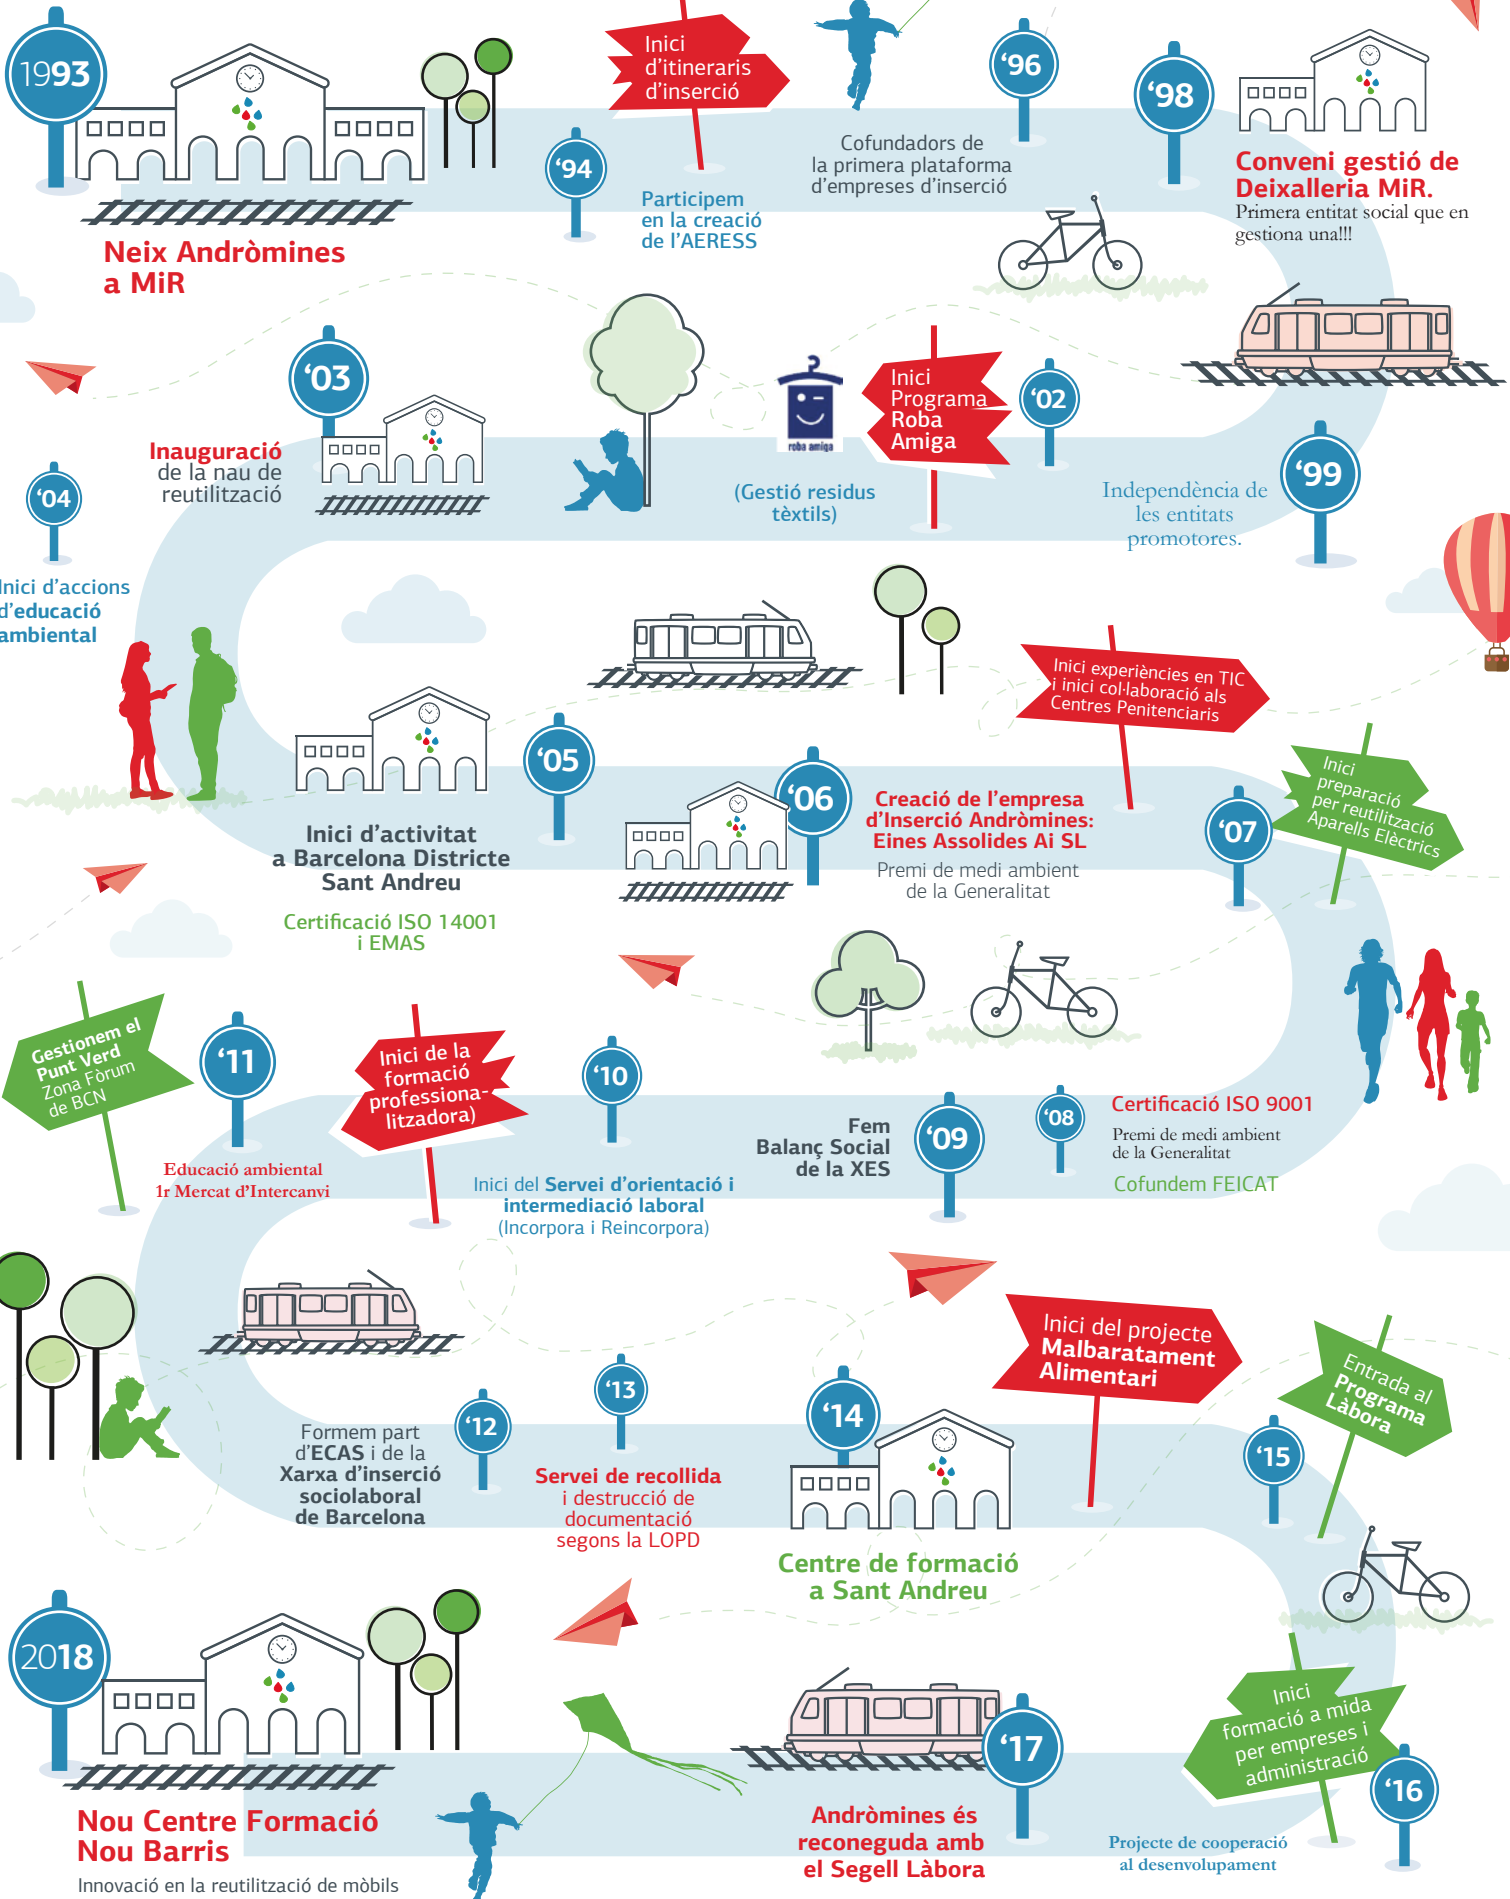 1993
Neix Andròmines
a MiR
‘94
Inici
d’itineraris
d’inserció
Participem
en la creació
de l’AERESS
‘96
Cofundadors de
la primera plataforma
d’empreses d’inserció
‘98
Conveni gestió de
Deixalleria MiR.
Primera entitat social que en
gestiona una!!!
‘99
Independència de
les entitats
promotores.
‘02
Inici
Programa
Roba
Amiga
roba amiga
(Gestió residus
tèxtils)
‘03
Inauguració
de la nau de
reutilització
‘04
Inici d’accions
d’educació
ambiental
‘05
Inici d’activitat
a Barcelona Districte
Sant Andreu
Certificació ISO 14001
i EMAS
‘06
Creació de l’empresa
d’Inserció Andròmines:
Eines Assolides Ai SL
Premi de medi ambient
de la Generalitat
Inici experiències en TIC
i inici col·laboració als
Centres Penitenciaris
‘07
Inici
preparació
per reutilització
Aparells Elèctrics
‘08
Certificació ISO 9001
Premi de medi ambient
de la Generalitat
Cofundem FEICAT
‘09
Fem
Balanç Social
de la XES
‘10
Inici del Servei d’orientació i
intermediació laboral
(Incorpora i Reincorpora)
Inici de la
formació
professiona-
litzadora)
‘11
Educació ambiental
1r Mercat d’Intercanvi
Gestionem el
Punt Verd
Zona Fòrum
de BCN
‘12
Formem part
d’ECAS i de la
Xarxa d’inserció
sociolaboral
de Barcelona
‘13
Servei de recollida
i destrucció de
documentació
segons la LOPD
‘14
Centre de formació
a Sant Andreu
Inici del projecte
Malbaratament
Alimentari
‘15
Entrada al
Programa
Làbora
‘16
Inici
formació a mida
per empreses i
administració
Projecte de cooperació
al desenvolupament
‘17
Andròmines és
reconeguda amb
el Segell Làbora
2018
Nou Centre Formació
Nou Barris
Innovació en la reutilització de mòbils